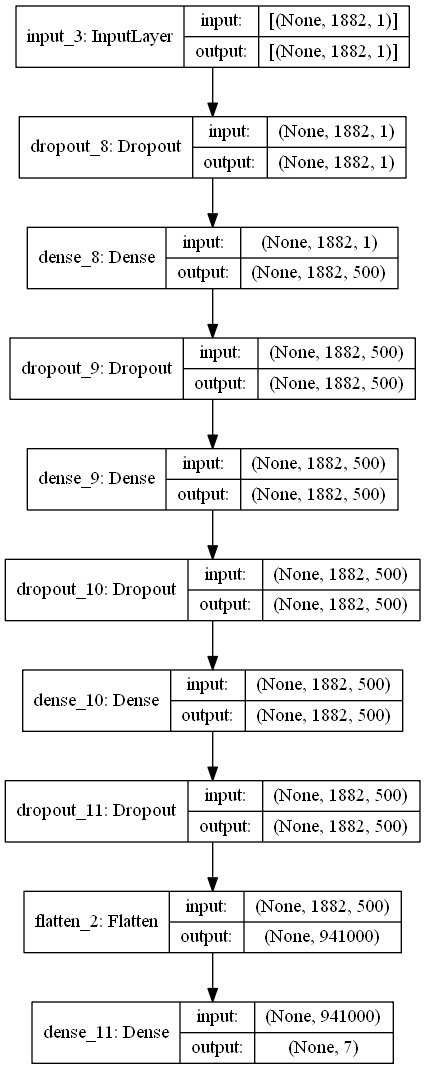 input_3: InputLayer
input:
[(None, 1882, 1)]
output:
[(None, 1882, 1)]
dropout_8: Dropout
input:
(None, 1882, 1)
output:
(None, 1882, 1)
dense_8: Dense
input:
(None, 1882, 1)
output:
(None, 1882, 500)
dropout_9: Dropout
input:
(None, 1882, 500)
output:
(None, 1882, 500)
dense_9: Dense
input:
(None, 1882, 500)
output:
(None, 1882, 500)
dropout_10: Dropout
input:
(None, 1882, 500)
output:
(None, 1882, 500)
dense_10: Dense
input:
(None, 1882, 500)
output:
(None, 1882, 500)
dropout_11: Dropout
input:
(None, 1882, 500)
output:
(None, 1882, 500)
flatten_2: Flatten
input:
(None, 1882, 500)
output:
(None, 941000)
dense_11: Dense
input:
(None, 941000)
output:
(None, 7)